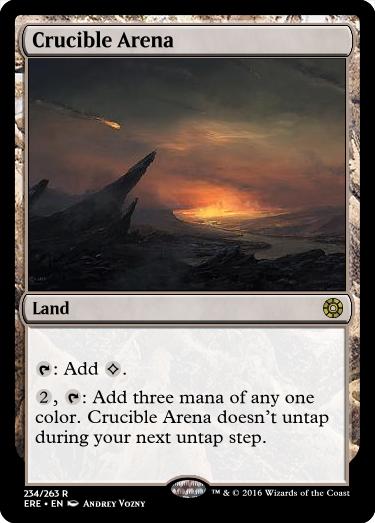 Crucible Arena
Land
: Add .
2, : Add three mana of any one
color. Crucible Arena doesn't untap
during your next untap step.
234/263 R
ERE • EN Andrey Vozny
™ & © 2016 Wizards of the Coast